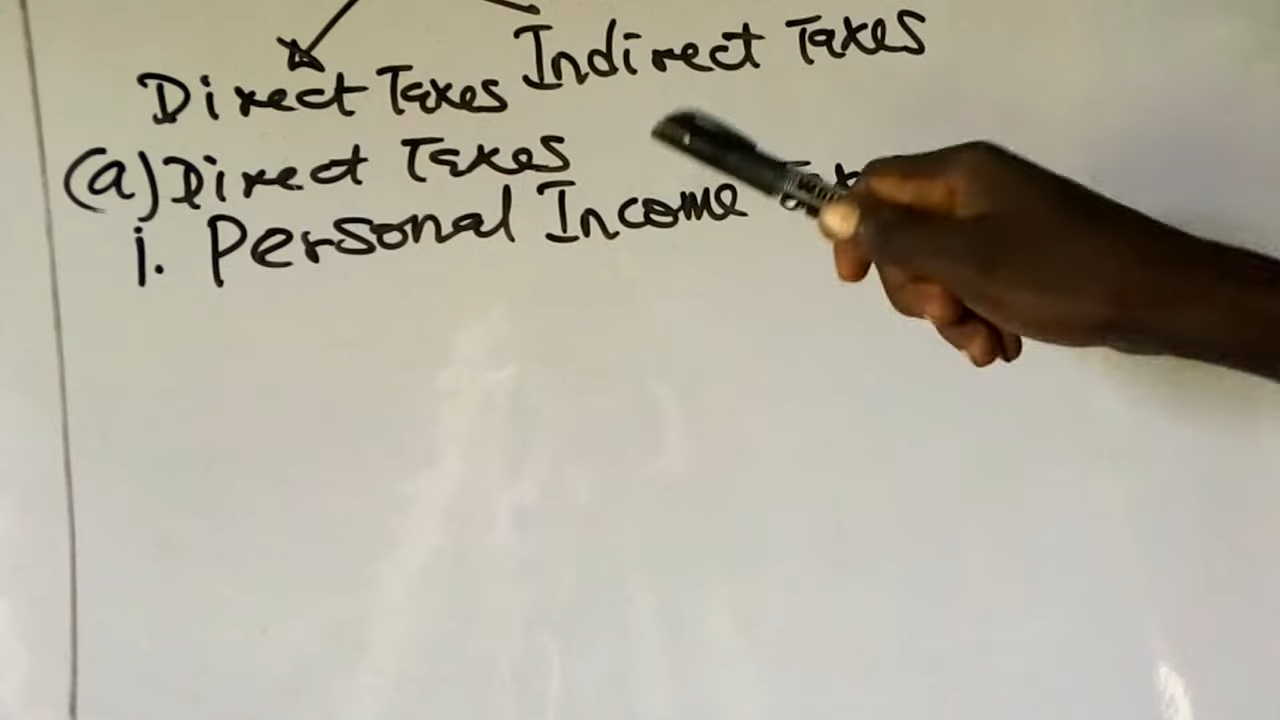 Direct Taxes Indirect Taxes
(a) Direct Taxes
i. Personal Income